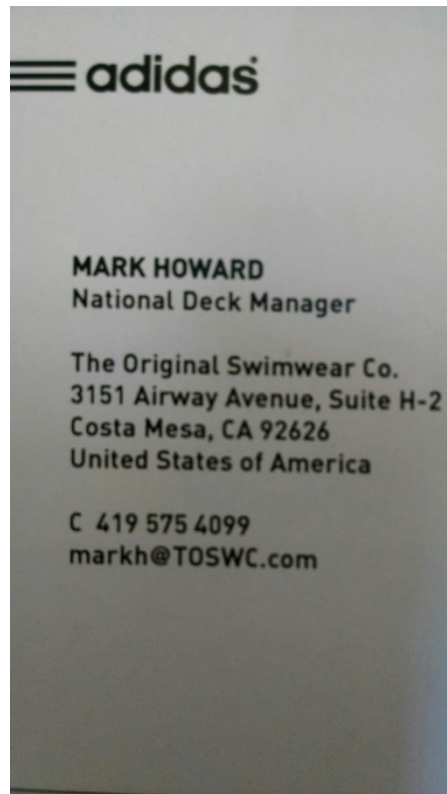 adidas
MARK HOWARD
National Deck Manager
The Original Swimwear Co.
3151 Airway Avenue, Suite H-2
Costa Mesa, CA 92626
United States of America
C 419 575 4099
markh@TOSWC.com